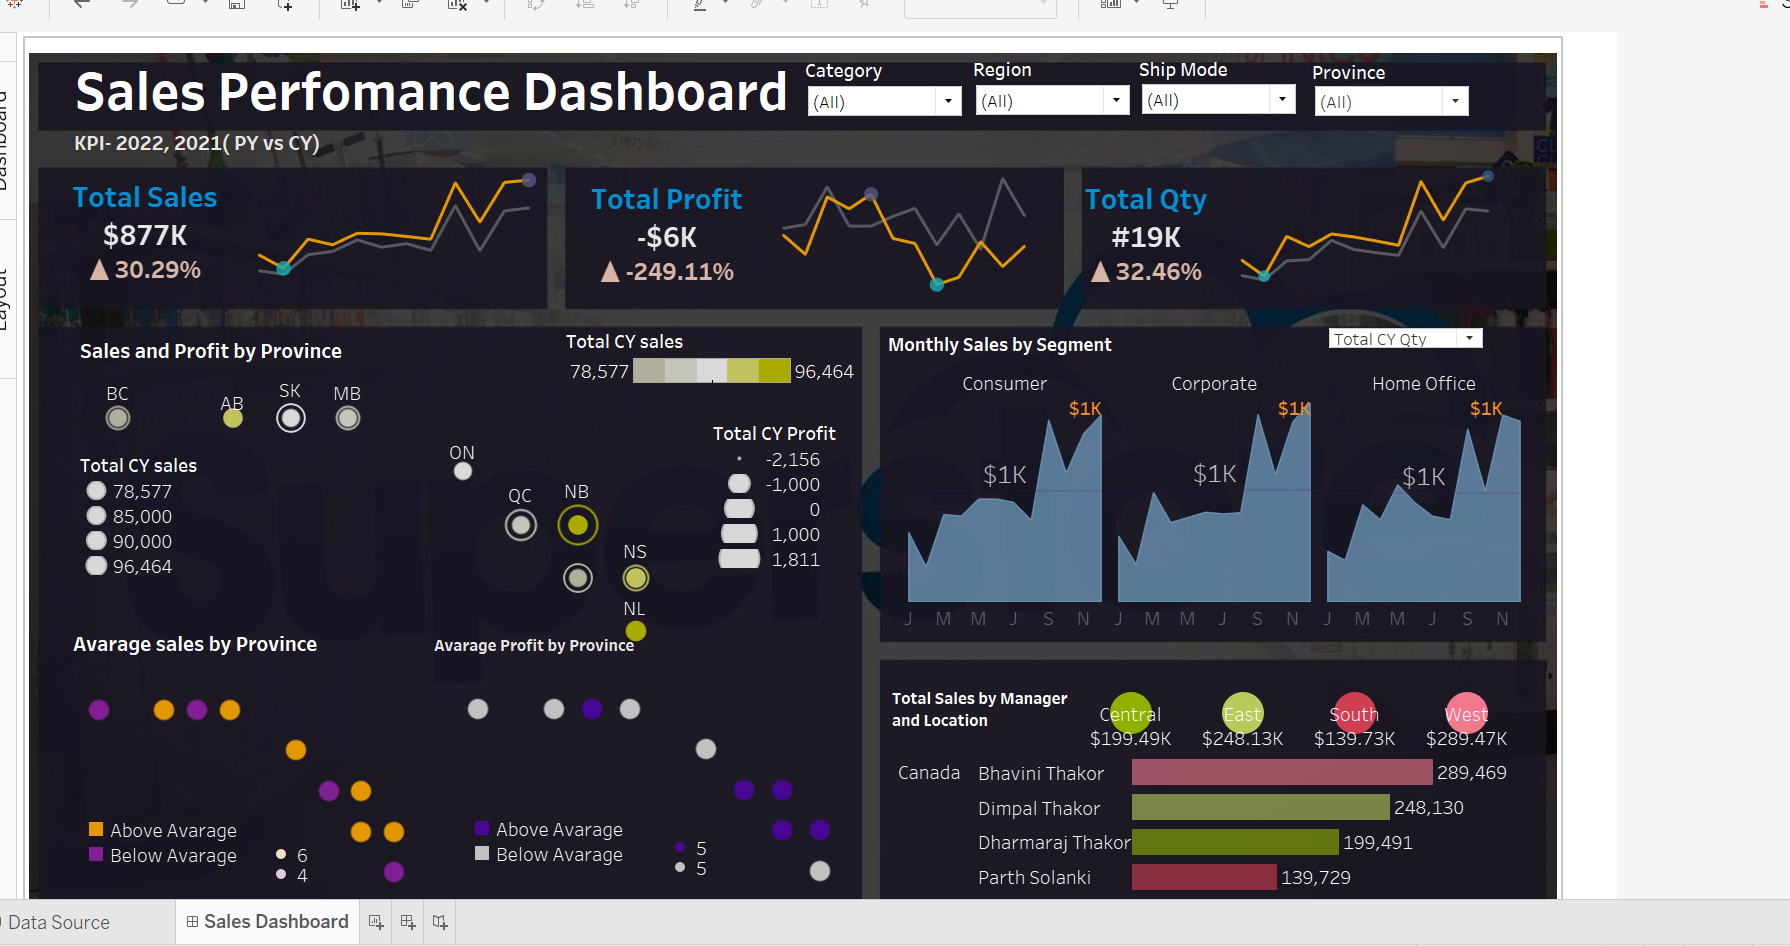 Dashboard
Layout
Sales Perfomance Dashboard
Category
Region
Ship Mode
Province
(All)
(All)
(All)
(All)
KPI- 2022, 2021( PY vs CY)
Total Sales
$877K
▲ 30.29%
Total Profit
-$6K
▲ -249.11%
Total Qty
#19K
▲ 32.46%
Sales and Profit by Province
Total CY sales
78,577
96,464
BC
AB
SK
MB
ON
QC
NB
NS
NL
Total CY sales
78,577
85,000
90,000
96,464
Total CY Profit
-2,156
-1,000
0
1,000
1,811
Monthly Sales by Segment
Total CY Qty
Consumer
Corporate
Home Office
$1K
$1K
$1K
$1K
$1K
$1K
J M M J S N J M M J S N J M M J S N
Avarage sales by Province
Above Avarage
Below Avarage
6
4
Avarage Profit by Province
Above Avarage
Below Avarage
5
5
Total Sales by Manager
and Location
Central
$199.49K
East
$248.13K
South
$139.73K
West
$289.47K
Canada
Bhavini Thakor 289,469
Dimpal Thakor 248,130
Dharmaraj Thakor 199,491
Parth Solanki 139,729
Data Source
Sales Dashboard